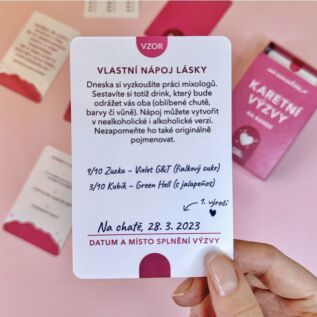 VZOR
VLASTNÍ NÁPOJ LÁSKY
Dneska si vyzkoušíte práci mixologů.
Sestavíte si totiž drink, který bude
odrážet vás oba (oblíbené chutě,
barvy či vůně). Nápoj můžete vytvořit
v nealkoholické i alkoholické verzi.
Nezapomeňte ho také originálně
pojmenovat.
9/10 Zuzka – Violet G&T (fialkový cukr)
3/10 Kubík – Green Hell (s jalapeños)
1. výročí
Na chatě, 28. 3. 2023
DATUM A MÍSTO SPLNĚNÍ VÝZVY
KARETNÍ
VÝZVY